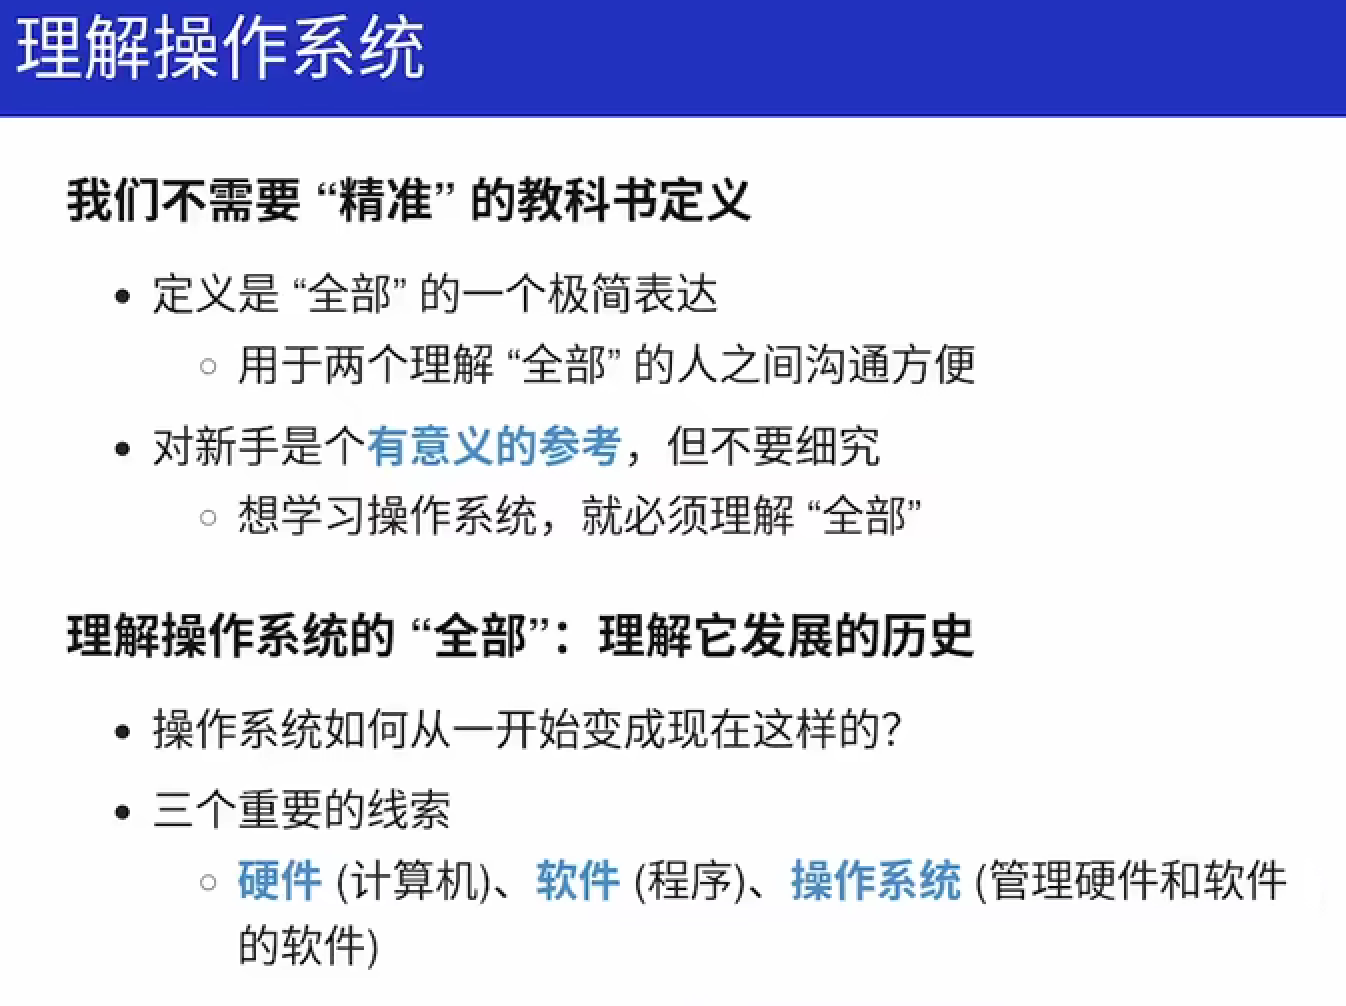 理解操作系统
我们不需要 “精准” 的教科书定义
• 定义是 “全部” 的一个极简表达
○ 用于两个理解 “全部” 的人之间沟通方便
• 对新手是个有意义的参考，但不要细究
○ 想学习操作系统，就必须理解 “全部”
理解操作系统的 “全部”：理解它发展的历史
• 操作系统如何从一开始变成现在这样的？
• 三个重要的线索
○ 硬件 (计算机)、软件 (程序)、操作系统 (管理硬件和软件
的软件)